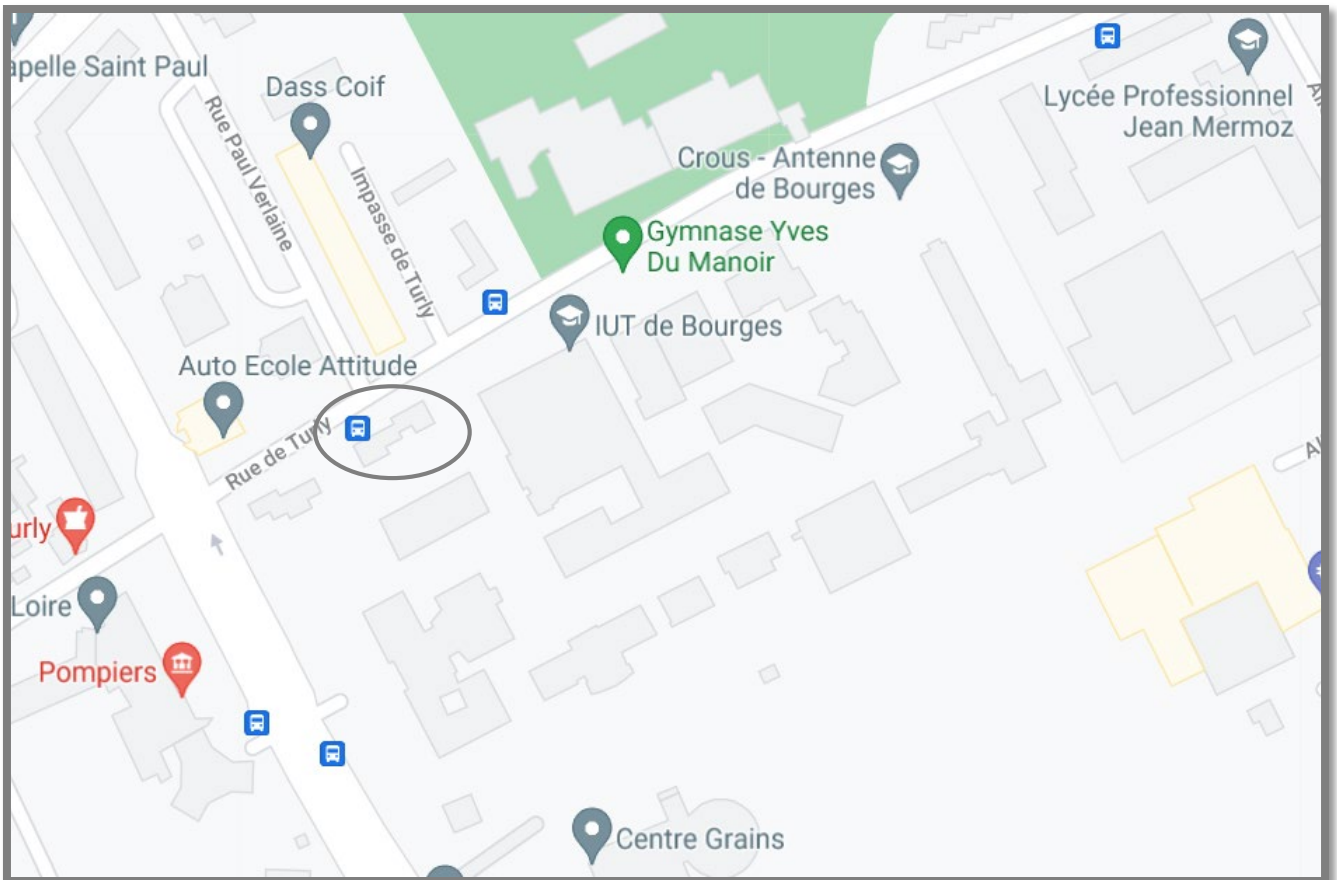 apelle Saint Paul
Dass Coif
Rue Paul Verlaine
Impasse de Turly
Lycée Professionnel
Jean Mermoz
Crous - Antenne
de Bourges
Gymnase Yves
Du Manoir
IUT de Bourges
Auto Ecole Attitude
Rue de Turly
urly
Loire
Pompiers
Centre Grains